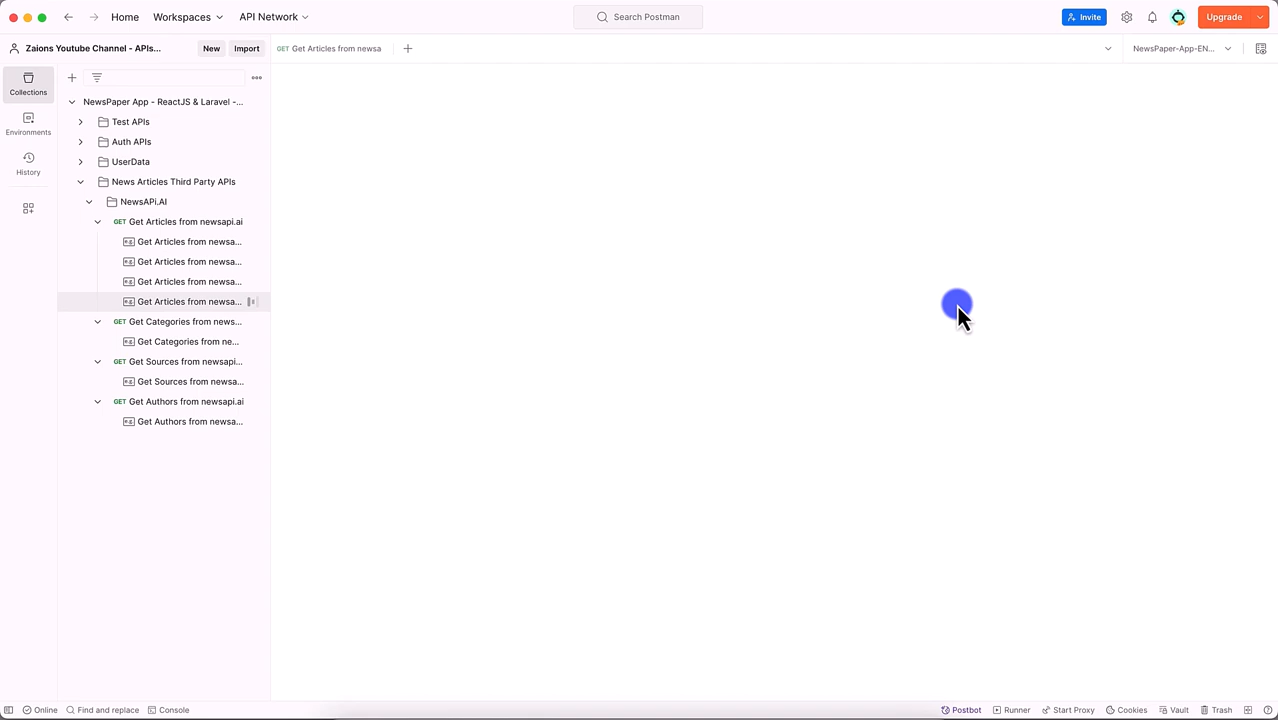 Home Workspaces API Network Search Postman Invite Upgrade
Zaions Youtube Channel - APIs... New Import GET Get Articles from newsa NewsPaper-App-EN...
Collections
Environments
History
NewsPaper App - ReactJS & Laravel -...
Test APIs
Auth APIs
UserData
News Articles Third Party APIs
NewsAPi.AI
GET Get Articles from newsapi.ai
e.g. Get Articles from newsa...
e.g. Get Articles from newsa...
e.g. Get Articles from newsa...
e.g. Get Articles from newsa...
GET Get Categories from news...
e.g. Get Categories from ne...
GET Get Sources from newsapi...
e.g. Get Sources from newsa...
GET Get Authors from newsapi.ai
e.g. Get Authors from newsa...
Online Find and replace Console Postbot Runner Start Proxy Cookies Vault Trash